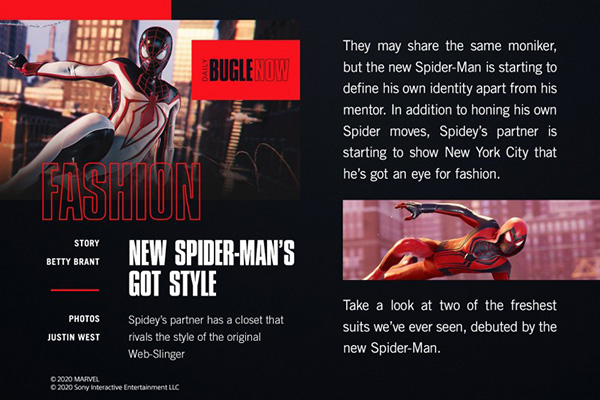 DAILY BUGLE NOW
FASHION
STORY
BETTY BRANT
PHOTOS
JUSTIN WEST
NEW SPIDER-MAN'S
GOT STYLE
Spidey's partner has a closet that
rivals the style of the original
Web-Slinger
© 2020 MARVEL
© 2020 Sony Interactive Entertainment LLC
They may share the same moniker,
but the new Spider-Man is starting to
define his own identity apart from his
mentor. In addition to honing his own
Spider moves, Spidey's partner is
starting to show New York City that
he's got an eye for fashion.
Take a look at two of the freshest
suits we've ever seen, debuted by the
new Spider-Man.